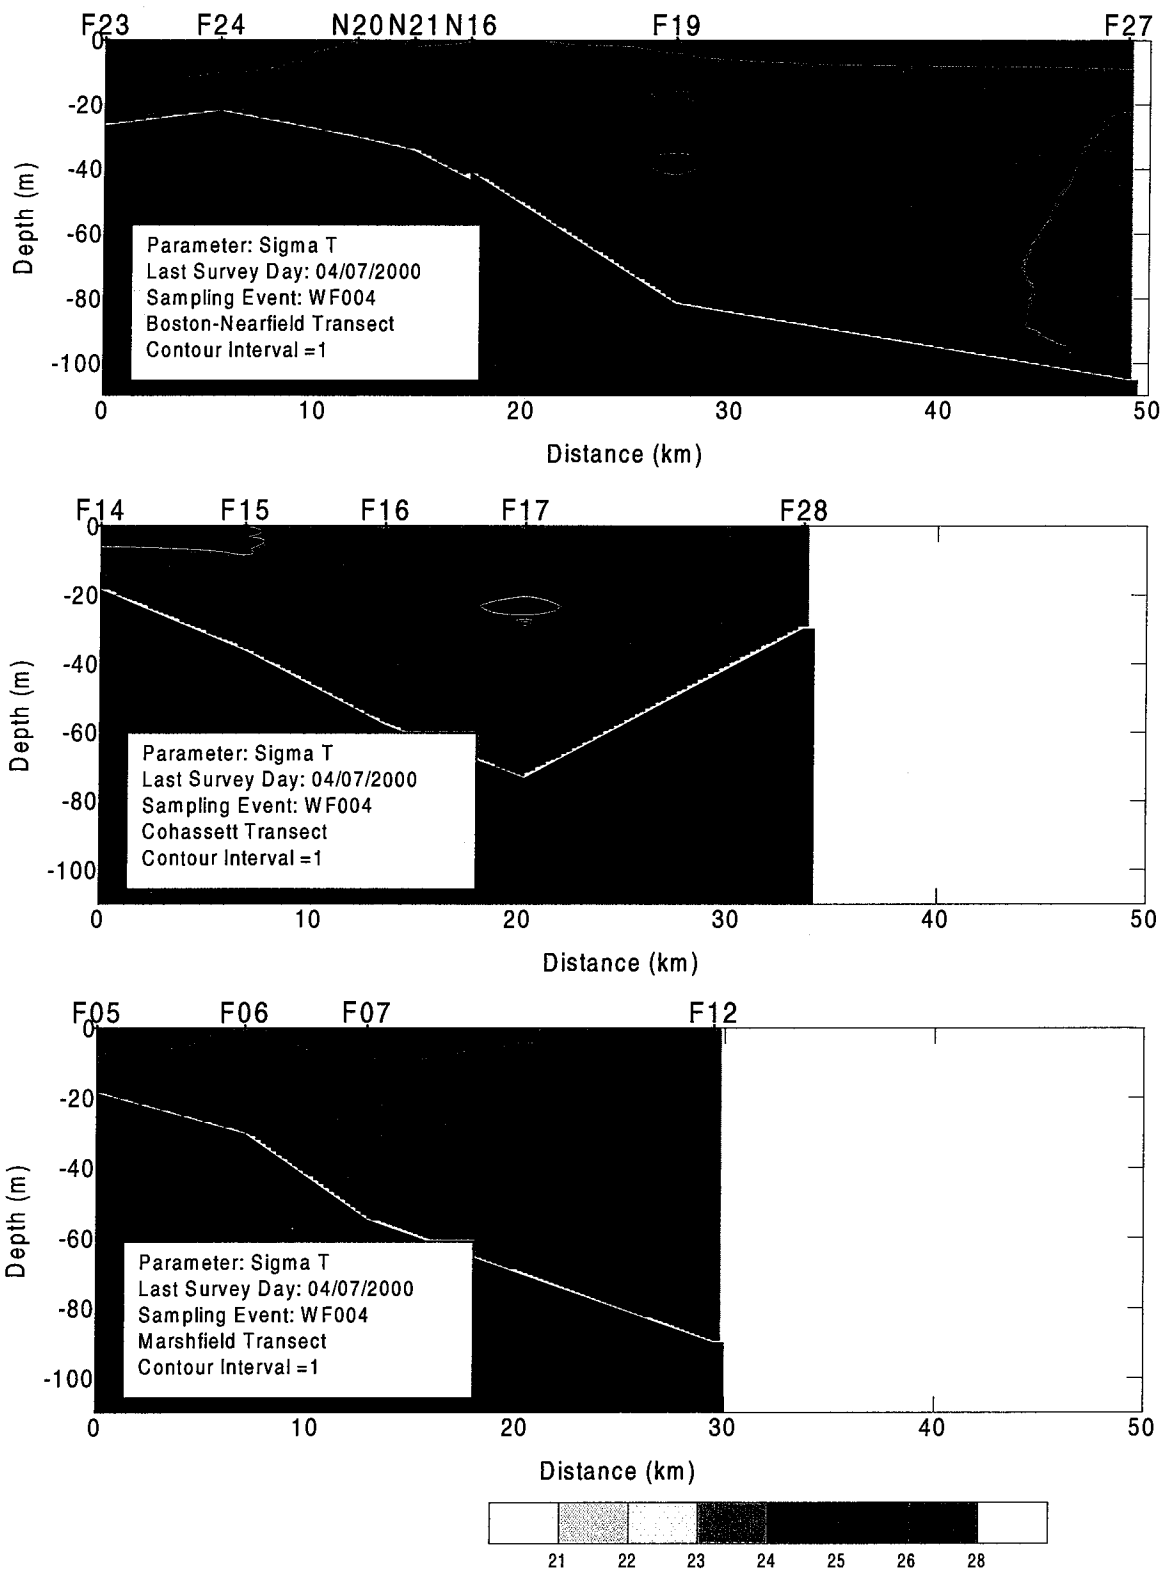 F23 F24 N20 N21 N16 F19 F27
0
-20
-40
-60
-80
-100
Depth (m)
Parameter: Sigma T
Last Survey Day: 04/07/2000
Sampling Event: WF004
Boston-Nearfield Transect
Contour Interval =1
0 10 20 30 40 50
Distance (km)
F14 F15 F16 F17 F28
0
-20
-40
-60
-80
-100
Depth (m)
Parameter: Sigma T
Last Survey Day: 04/07/2000
Sampling Event: WF004
Cohassett Transect
Contour Interval =1
0 10 20 30 40 50
Distance (km)
F05 F06 F07 F12
0
-20
-40
-60
-80
-100
Depth (m)
Parameter: Sigma T
Last Survey Day: 04/07/2000
Sampling Event: WF004
Marshfield Transect
Contour Interval =1
0 10 20 30 40 50
Distance (km)
21 22 23 24 25 26 28